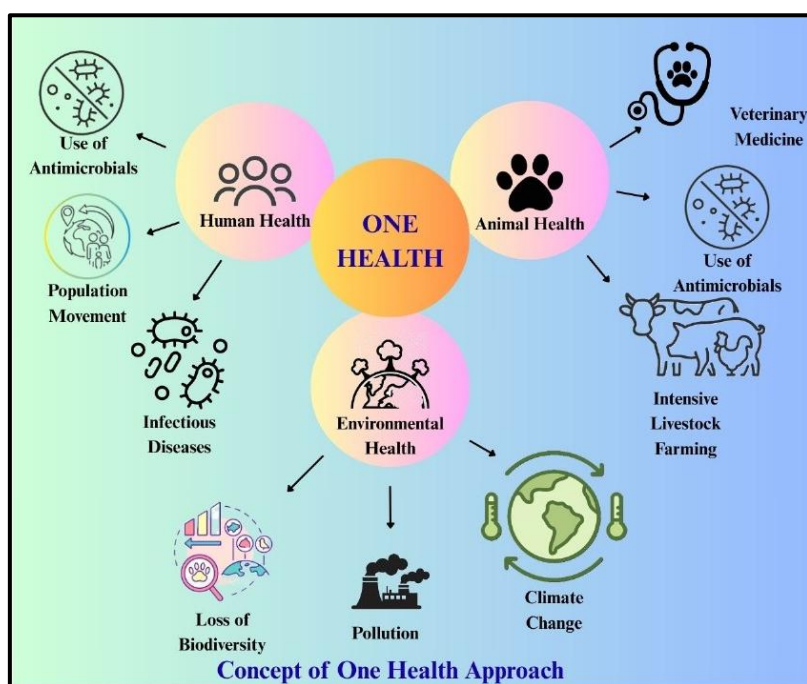 Use of
Antimicrobials
Population
Movement
Infectious
Diseases
Human Health
ONE
HEALTH
Animal Health
Veterinary
Medicine
Use of
Antimicrobials
Intensive
Livestock
Farming
Environmental
Health
Loss of
Biodiversity
Pollution
Climate
Change
Concept of One Health Approach